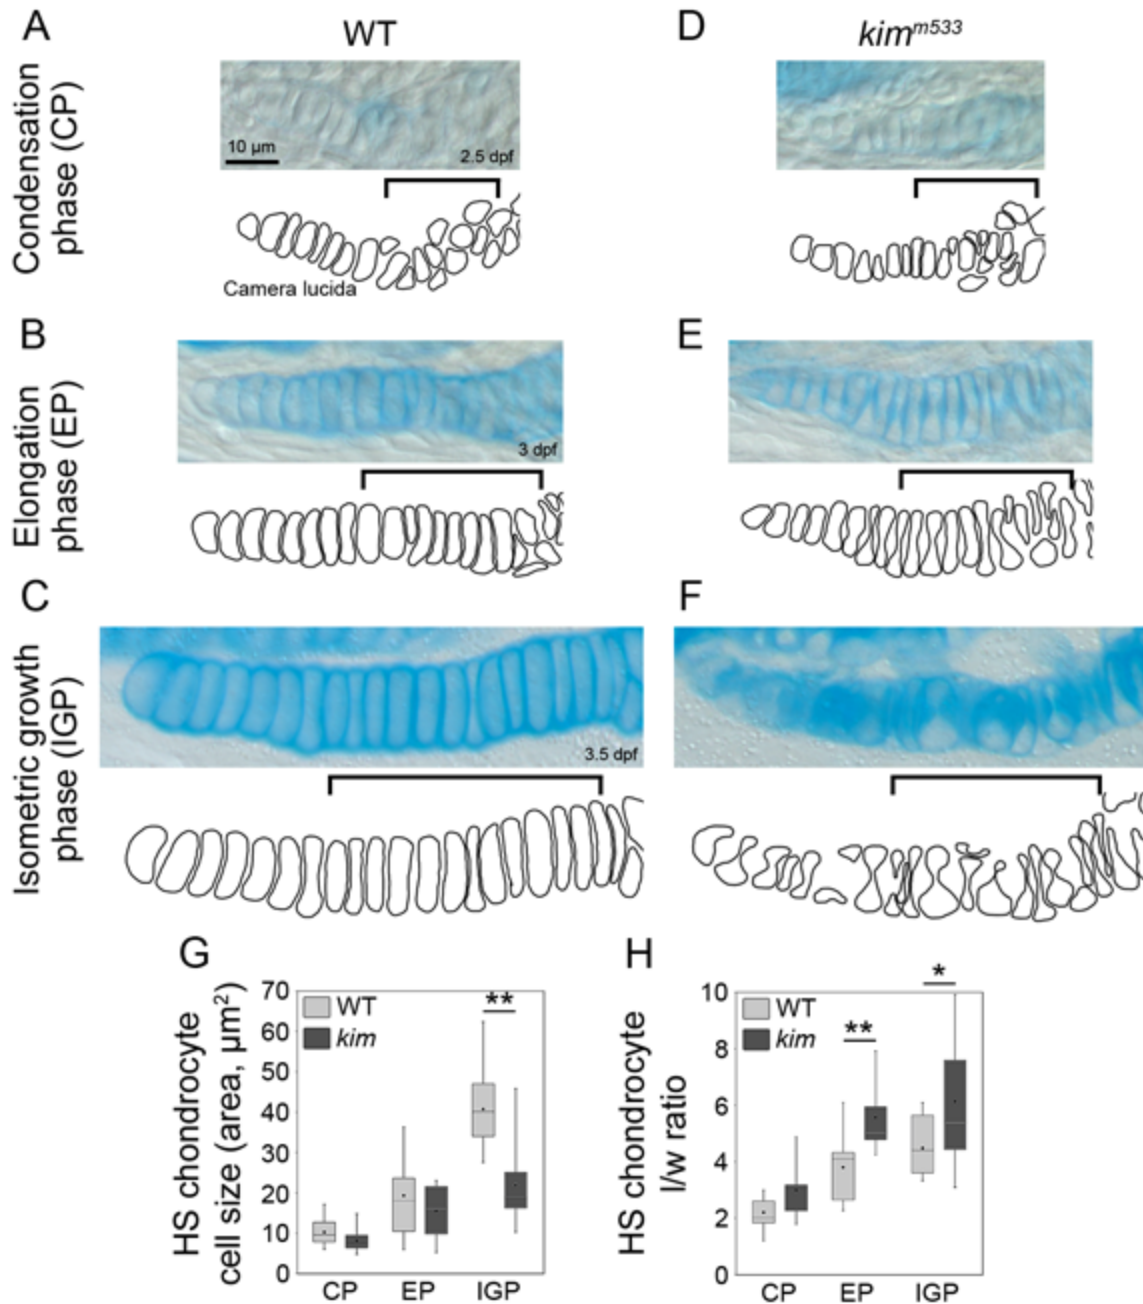 A
WT
D
kimᵐ⁵³³
Condensation
phase (CP)
10 µm
2.5 dpf
Camera lucida
B
E
Elongation
phase (EP)
3 dpf
C
F
Isometric growth
phase (IGP)
3.5 dpf
G
HS chondrocyte
cell size (area, µm²)
70
60
50
40
30
20
10
0
WT
kim
**
CP EP IGP
H
HS chondrocyte
l/w ratio
10
8
6
4
2
0
WT
kim
**
*
CP EP IGP